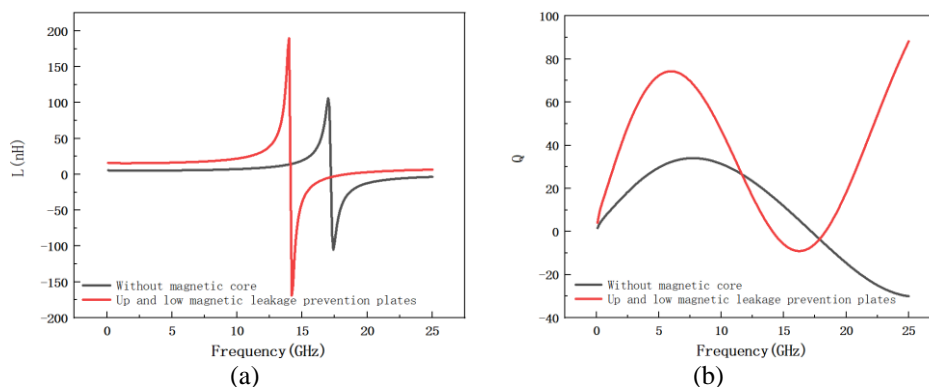 200
150
100
50
0
-50
-100
-150
-200
L(nH)
Without magnetic core
Up and low magnetic leakage prevention plates
0 5 10 15 20 25
Frequency(GHz)
(a)
100
80
60
40
20
0
-20
-40
Q
Without magnetic core
Up and low magnetic leakage prevention plates
0 5 10 15 20 25
Frequency(GHz)
(b)